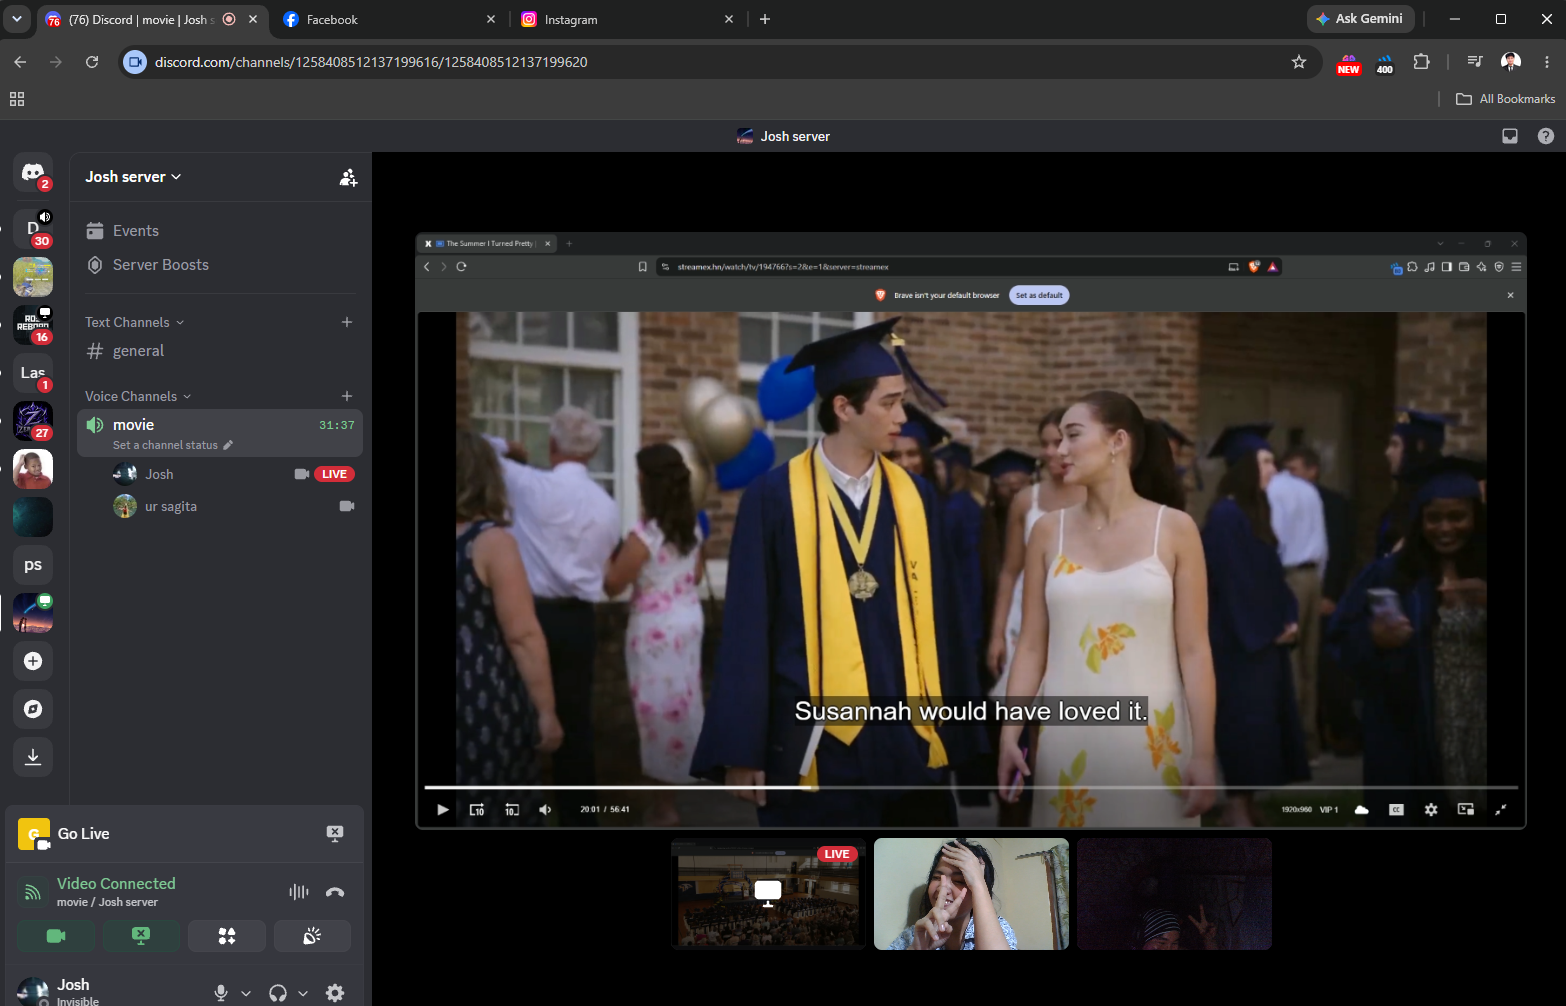 (76) Discord | movie | Josh s
Facebook
Instagram
Ask Gemini
discord.com/channels/1258408512137199616/1258408512137199620
NEW
400
All Bookmarks
Josh server
2
Josh server
D
30
Events
Server Boosts
16
Text Channels
general
Las
1
Voice Channels
27
movie
31:37
Set a channel status
Josh
LIVE
ur sagita
ps
The Summer I Turned Pretty
streamex.hn/watch/tv/194766?s=2&e=1&server=streamex
Brave isn't your default browser
Set as default
Susannah would have loved it.
10
10
20:01 / 56:41
1920x960
VIP 1
CC
LIVE
G
Go Live
Video Connected
movie / Josh server
Josh
Invisible